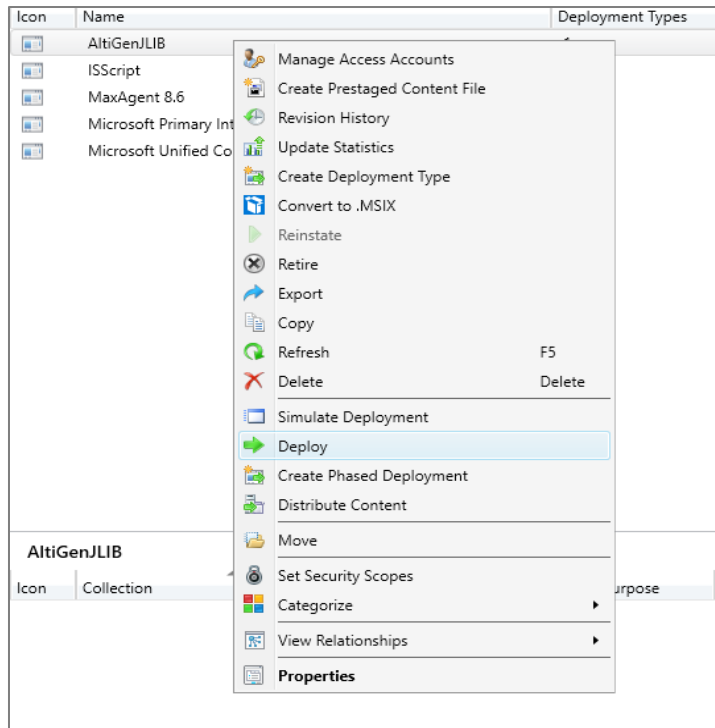 Icon Name Deployment Types
AltiGenJLIB
ISScript
MaxAgent 8.6
Microsoft Primary Int
Microsoft Unified Co
Manage Access Accounts
Create Prestaged Content File
Revision History
Update Statistics
Create Deployment Type
Convert to .MSIX
Reinstate
Retire
Export
Copy
Refresh F5
Delete Delete
Simulate Deployment
Deploy
Create Phased Deployment
Distribute Content
Move
Set Security Scopes
Categorize
View Relationships
Properties
AltiGenJLIB
Icon Collection urpose